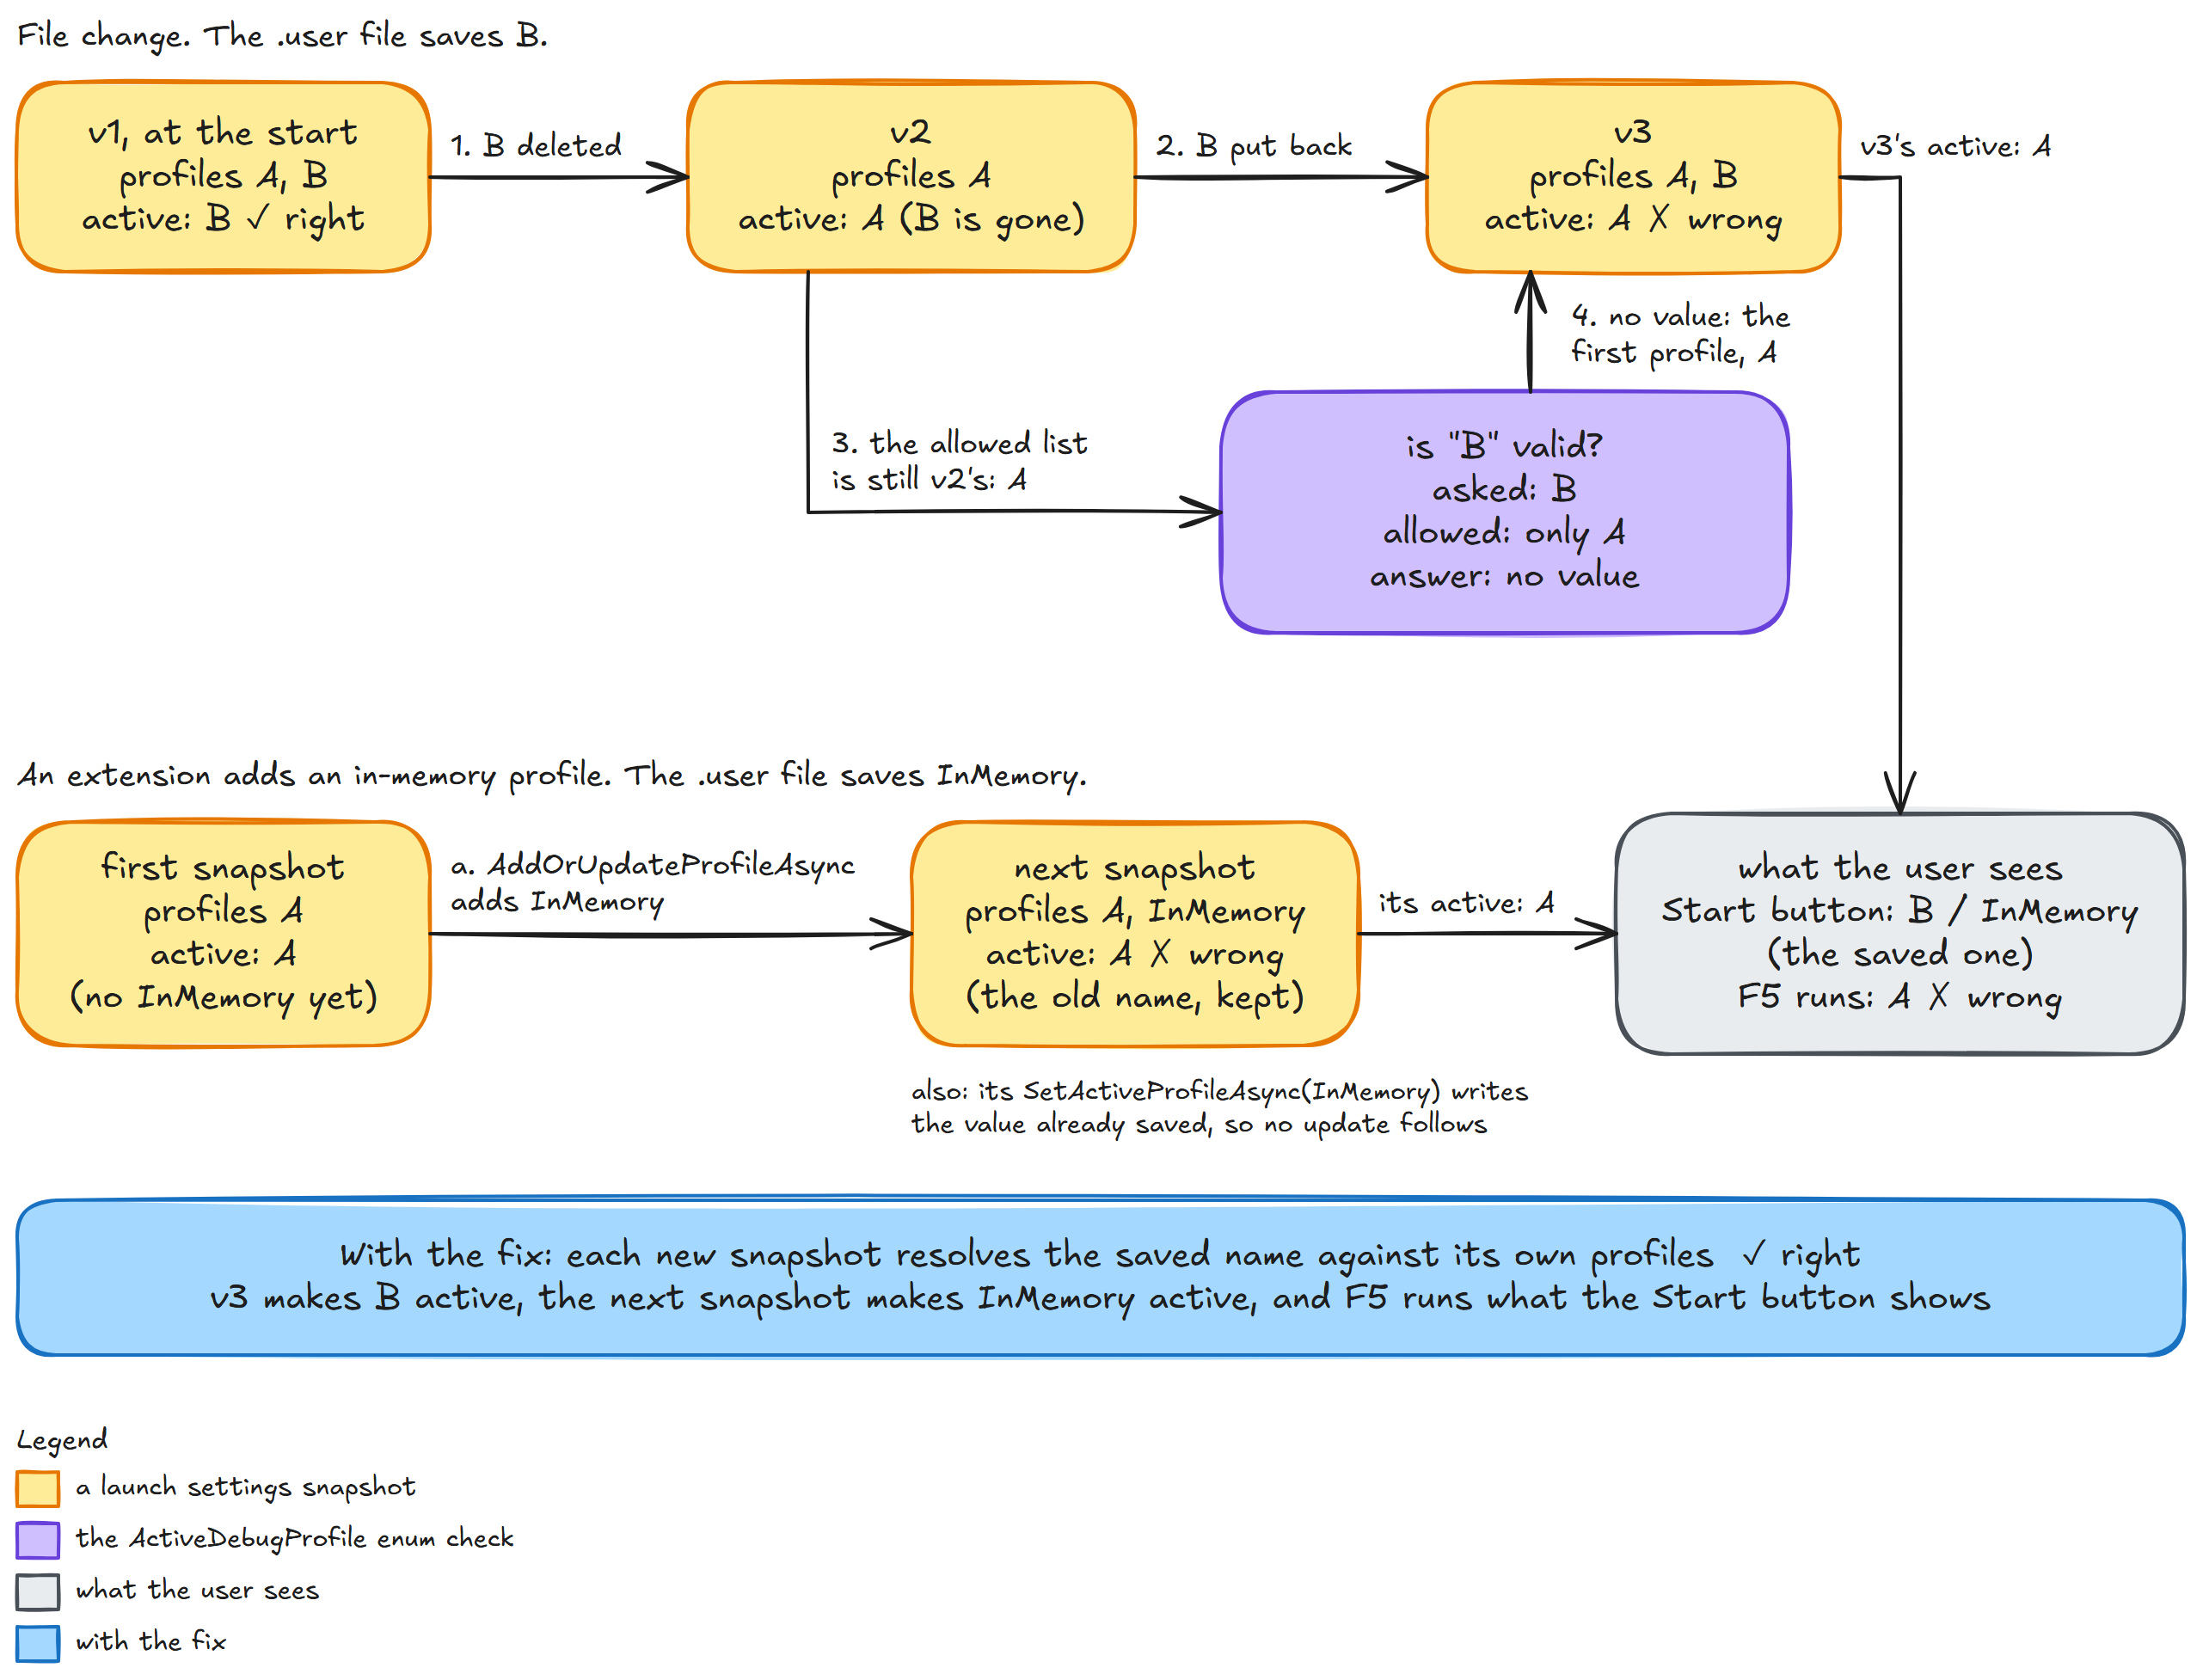 File change. The .user file saves B.
v1, at the start
profiles A, B
active: B ✓ right
1. B deleted
v2
profiles A
active: A (B is gone)
2. B put back
v3
profiles A, B
active: A ✗ wrong
v3's active: A
4. no value: the
first profile, A
3. the allowed list
is still v2's: A
is "B" valid?
asked: B
allowed: only A
answer: no value
An extension adds an in-memory profile. The .user file saves InMemory.
first snapshot
profiles A
active: A
(no InMemory yet)
a. AddOrUpdateProfileAsync
adds InMemory
next snapshot
profiles A, InMemory
active: A ✗ wrong
(the old name, kept)
its active: A
what the user sees
Start button: B / InMemory
(the saved one)
F5 runs: A ✗ wrong
also: its SetActiveProfileAsync(InMemory) writes
the value already saved, so no update follows
With the fix: each new snapshot resolves the saved name against its own profiles ✓ right
v3 makes B active, the next snapshot makes InMemory active, and F5 runs what the Start button shows
Legend
a launch settings snapshot
the ActiveDebugProfile enum check
what the user sees
with the fix